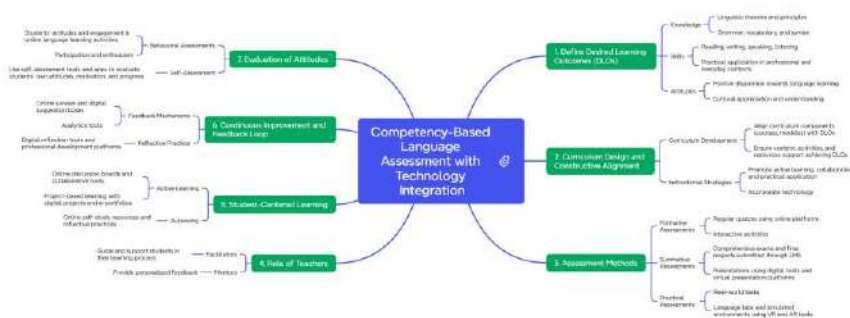 Competency-Based
Language
Assessment with
Technology
Integration
1. Define Desired Learning
Outcomes (DLOs)
Knowledge
Linguistic theories and principles
Grammar, vocabulary, and syntax
Skills
Reading, writing, speaking, listening
Practical application in professional and
everyday contexts
Attitudes
Positive disposition towards language learning
Cultural appreciation and understanding
2. Curriculum Design and
Constructive Alignment
Curriculum Development
Align curriculum components
(courses, modules) with DLOs
Ensure content, activities, and
resources support achieving DLOs
Instructional Strategies
Promote active learning, collaboration,
and practical application
Incorporate technology
3. Assessment Methods
Formative
Assessments
Regular quizzes using online platforms
Interactive activities
Summative
Assessments
Comprehensive exams and final
projects submitted through LMS
Presentations using digital tools and
virtual presentation platforms
Practical
Assessments
Real-world tasks
Language labs and simulated
environments using VR and AR tools
4. Role of Teachers
Facilitators
Guide and support students in
their learning process
Mentors
Provide personalized feedback
5. Student-Centered Learning
Active Learning
Online discussion boards and
collaborative tools
Project-based learning with
digital projects and e-portfolios
Autonomy
Online self-study resources and
reflective practices
6. Continuous Improvement and
Feedback Loop
Feedback Mechanisms
Online surveys and digital
suggestion boxes
Analytics tools
Reflective Practice
Digital reflection tools and
professional development platforms
7. Evaluation of Attitudes
Behavioral Assessments
Students' attitudes and engagement in
online language learning activities
Participation and enthusiasm
Self-Assessment
Use self-assessment tools and apps to evaluate
students' own attitudes, motivation, and progress